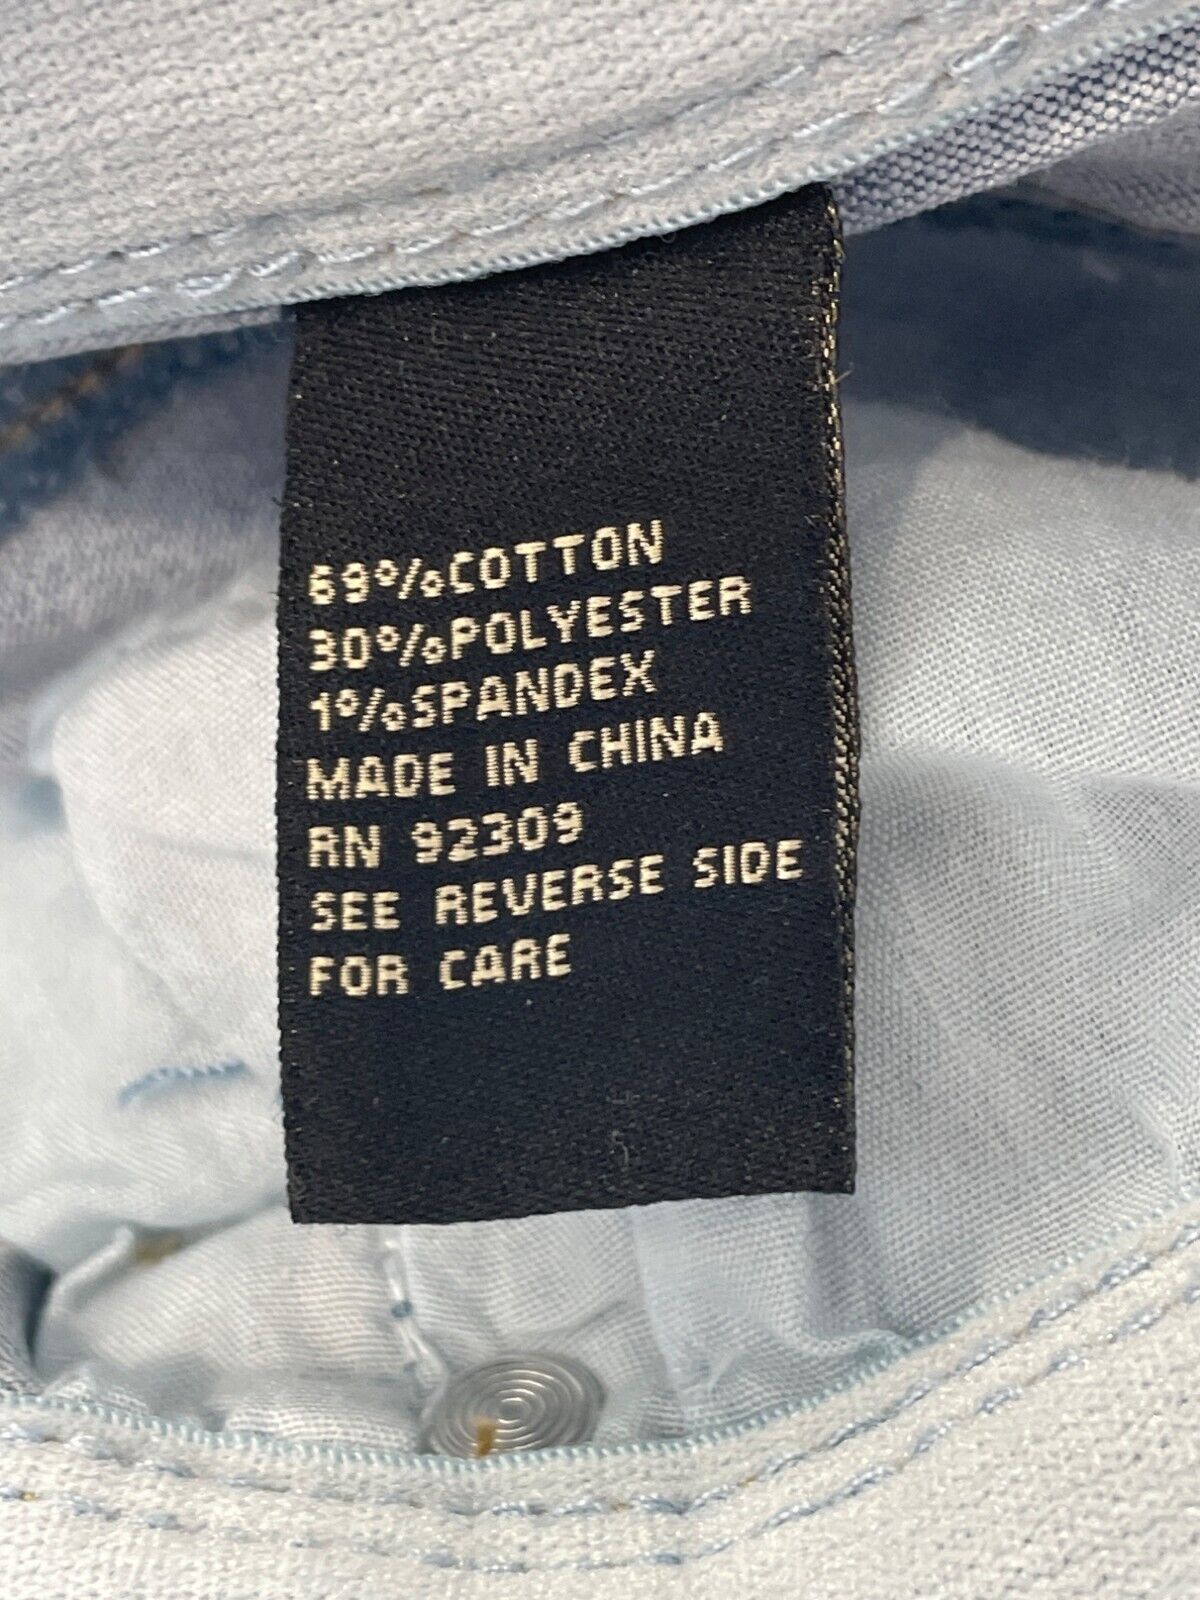 69%COTTON
30%POLYESTER
1%SPANDEX
MADE IN CHINA
RN 92309
SEE REVERSE SIDE
FOR CARE